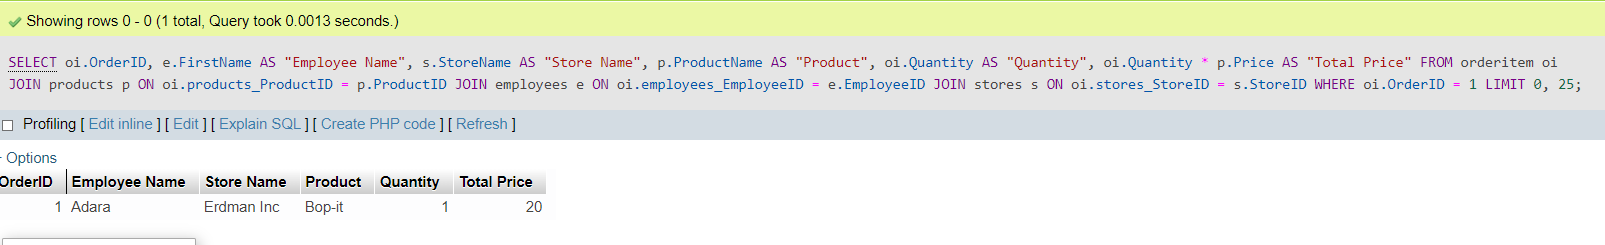 Showing rows 0 - 0 (1 total, Query took 0.0013 seconds.)
SELECT oi.OrderID, e.FirstName AS "Employee Name", s.StoreName AS "Store Name", p.ProductName AS "Product", oi.Quantity AS "Quantity", oi.Quantity * p.Price AS "Total Price" FROM orderitem oi
JOIN products p ON oi.products_ProductID = p.ProductID JOIN employees e ON oi.employees_EmployeeID = e.EmployeeID JOIN stores s ON oi.stores_StoreID = s.StoreID WHERE oi.OrderID = 1 LIMIT 0, 25;
Profiling [ Edit inline ] [ Edit ] [ Explain SQL ] [ Create PHP code ] [ Refresh ]
Options
OrderID Employee Name Store Name Product Quantity Total Price
1 Adara Erdman Inc Bop-it 1 20